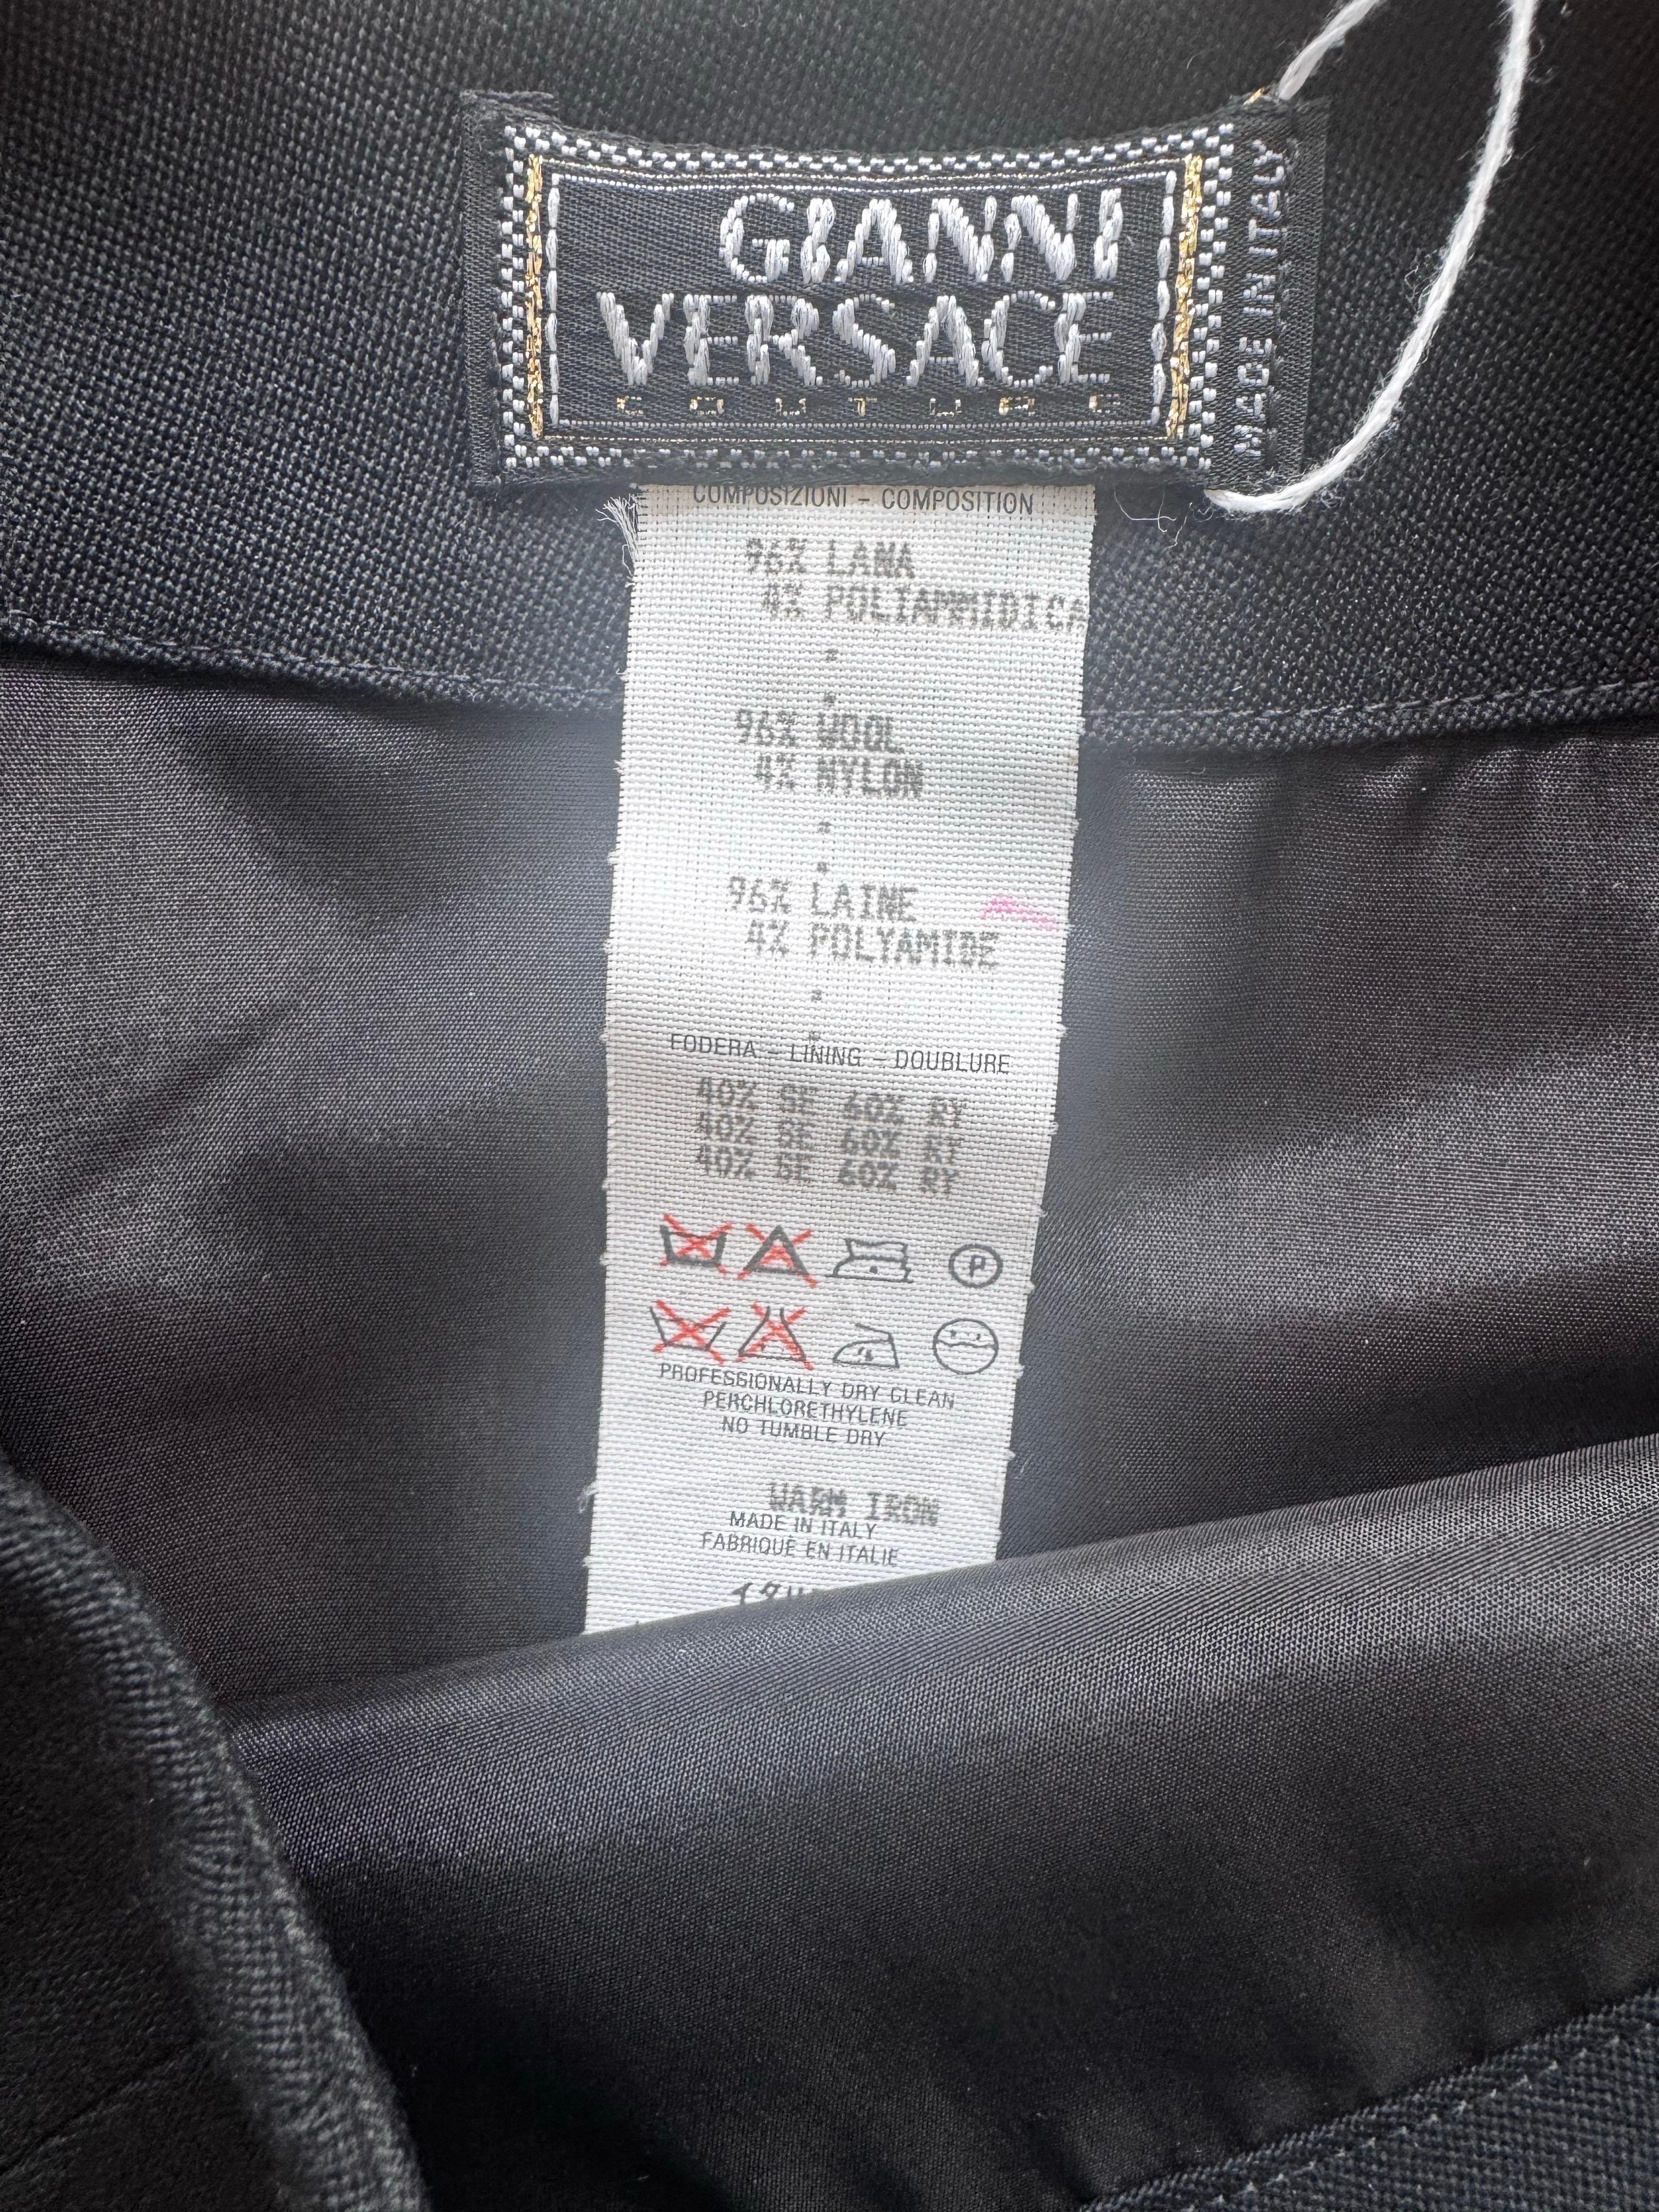 GIANNI
VERSACE
COUTURE
MADE IN ITALY
COMPOSIZIONI - COMPOSITION
96% LANA
4% POLIAMMIDICA
96% WOOL
4% NYLON
96% LAINE
4% POLYAMIDE
FODERA - LINING - DOUBLURE
40% SE 60% RY
40% SE 60% RY
40% SE 60% RY
P
PROFESSIONALLY DRY CLEAN
PERCHLORETHYLENE
NO TUMBLE DRY
WARM IRON
MADE IN ITALY
FABRIQUÈ EN ITALIE